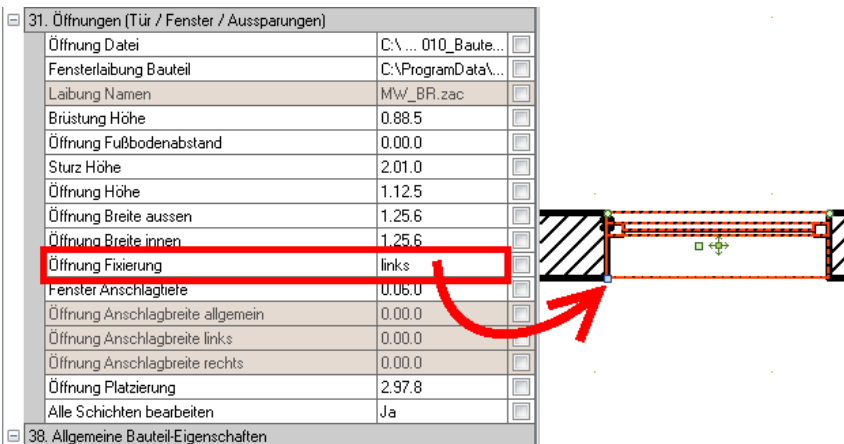 31. Öffnungen (Tür / Fenster / Aussparungen)
Öffnung Datei C:\ ... 010_Baute...
Fensterlaibung Bauteil C:\ProgramData\...
Laibung Namen MW_BR.zac
Brüstung Höhe 0.88.5
Öffnung Fußbodenabstand 0.00.0
Sturz Höhe 2.01.0
Öffnung Höhe 1.12.5
Öffnung Breite aussen 1.25.6
Öffnung Breite innen 1.25.6
Öffnung Fixierung links
Fenster Anschlagtiefe 0.06.0
Öffnung Anschlagbreite allgemein 0.00.0
Öffnung Anschlagbreite links 0.00.0
Öffnung Anschlagbreite rechts 0.00.0
Öffnung Platzierung 2.97.8
Alle Schichten bearbeiten Ja
38. Allgemeine Bauteil-Eigenschaften